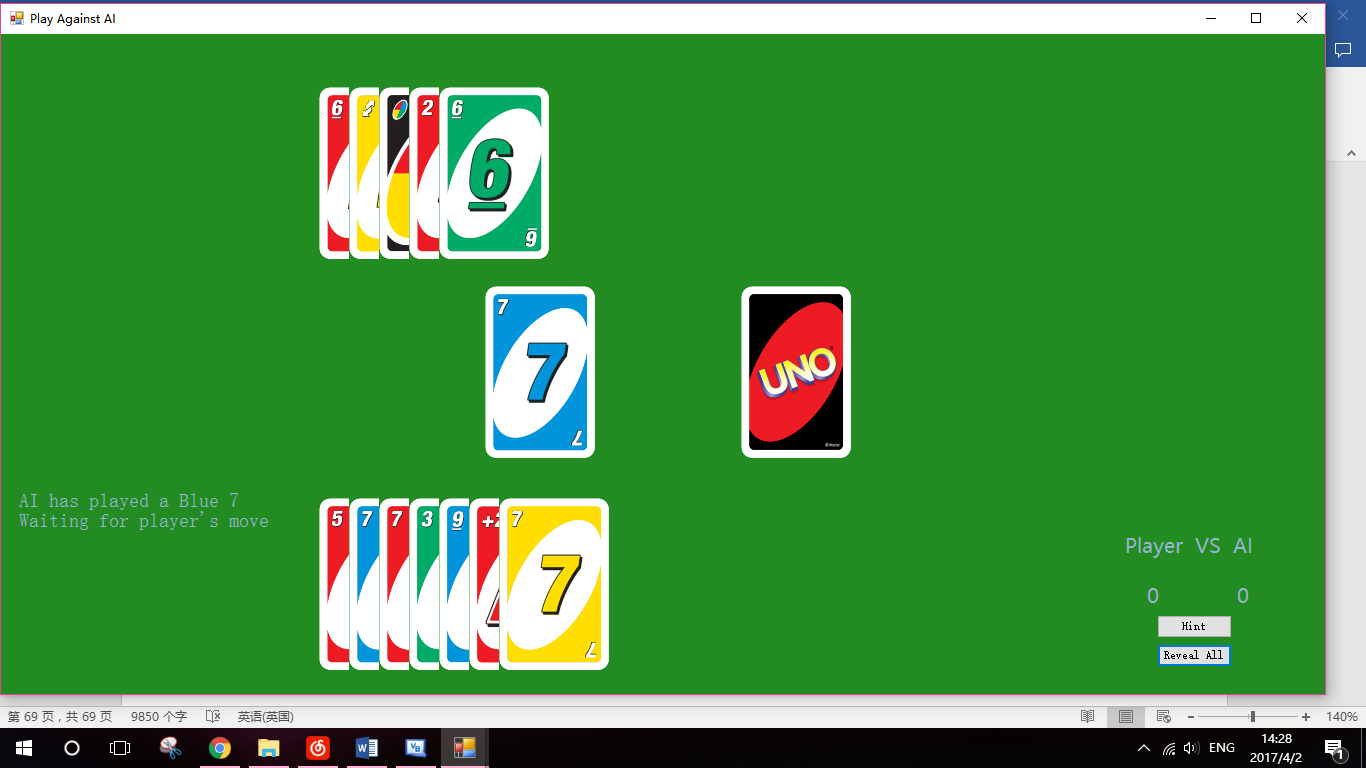 Play Against AI
6 2 6
6
6
7
7
7
UNO
AI has played a Blue 7
Waiting for player's move
5 7 7 3 9 +2 7
7
7
Player VS AI
0 0
Hint
Reveal All
第 69 页，共 69 页 9850 个字 英语(英国) 140%
ENG
14:28
2017/4/2
1